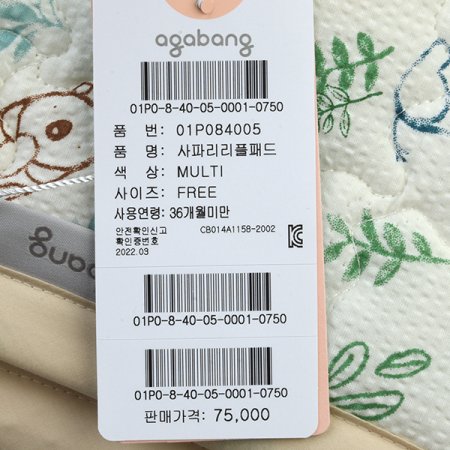 agabang
01P0-8-40-05-0001-0750
품 번: 01P084005
품 명: 사파리리플패드
색 상: MULTI
사이즈: FREE
사용연령: 36개월미만
안전확인신고 CB014A1158-2002
확인증번호
2022.03
agabang
01P0-8-40-05-0001-0750
01P0-8-40-05-0001-0750
판매가격: 75,000